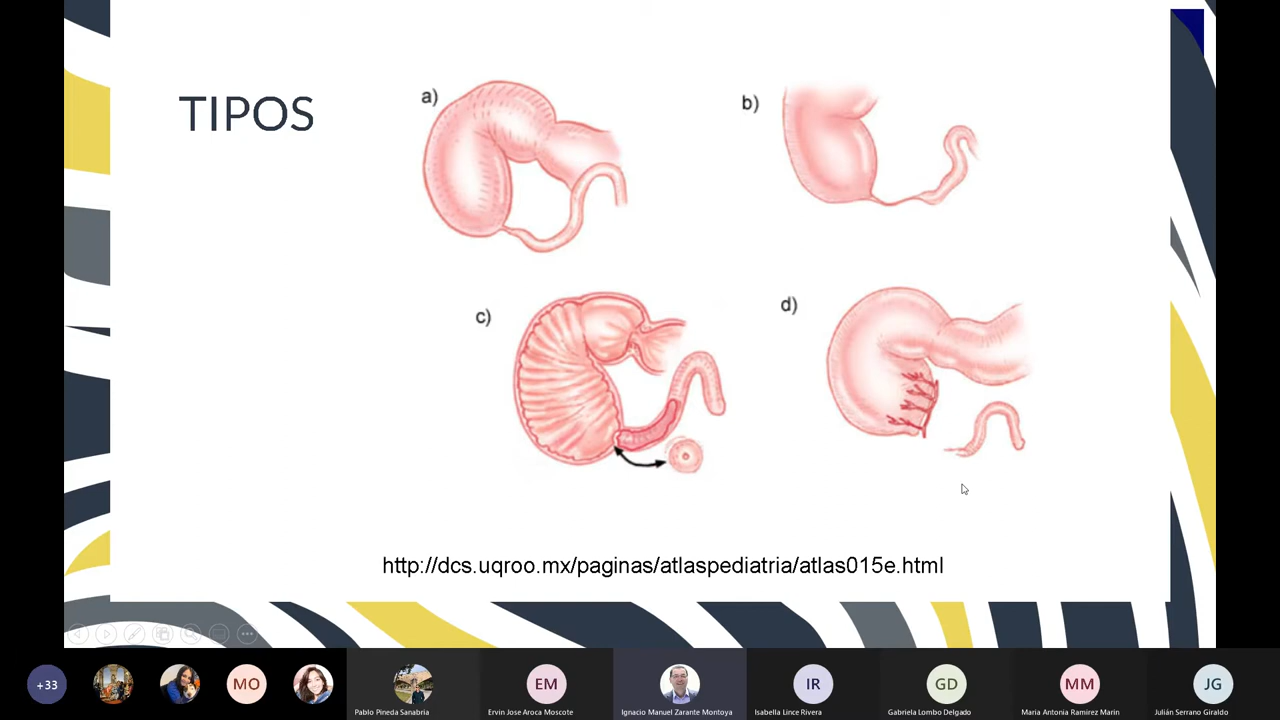 TIPOS
a)
b)
c)
d)
http://dcs.uqroo.mx/paginas/atlaspediatria/atlas015e.html
+33
MO
EM
IR
GD
MM
JG
Pablo Pineda Sanabria
Ervin Jose Aroca Moscote
Ignacio Manuel Zarante Montoya
Isabella Lince Rivera
Gabriela Lombo Delgado
Maria Antonia Ramirez Marin
Julián Serrano Giraldo